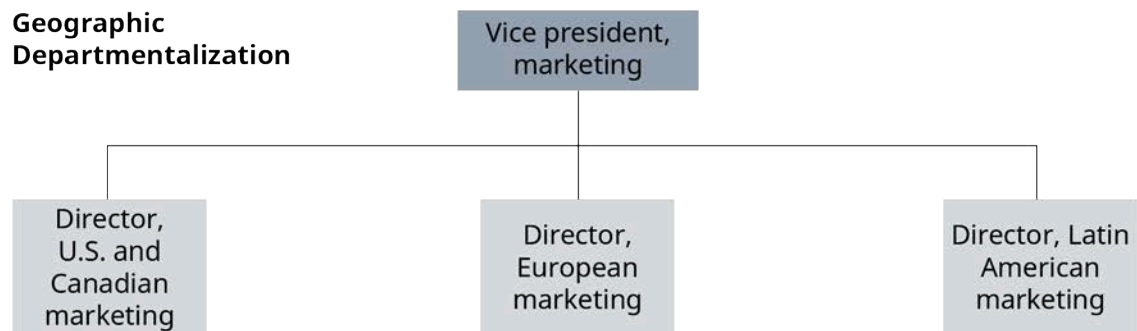 Geographic
Departmentalization
Vice president,
marketing
Director,
U.S. and
Canadian
marketing
Director,
European
marketing
Director, Latin
American
marketing